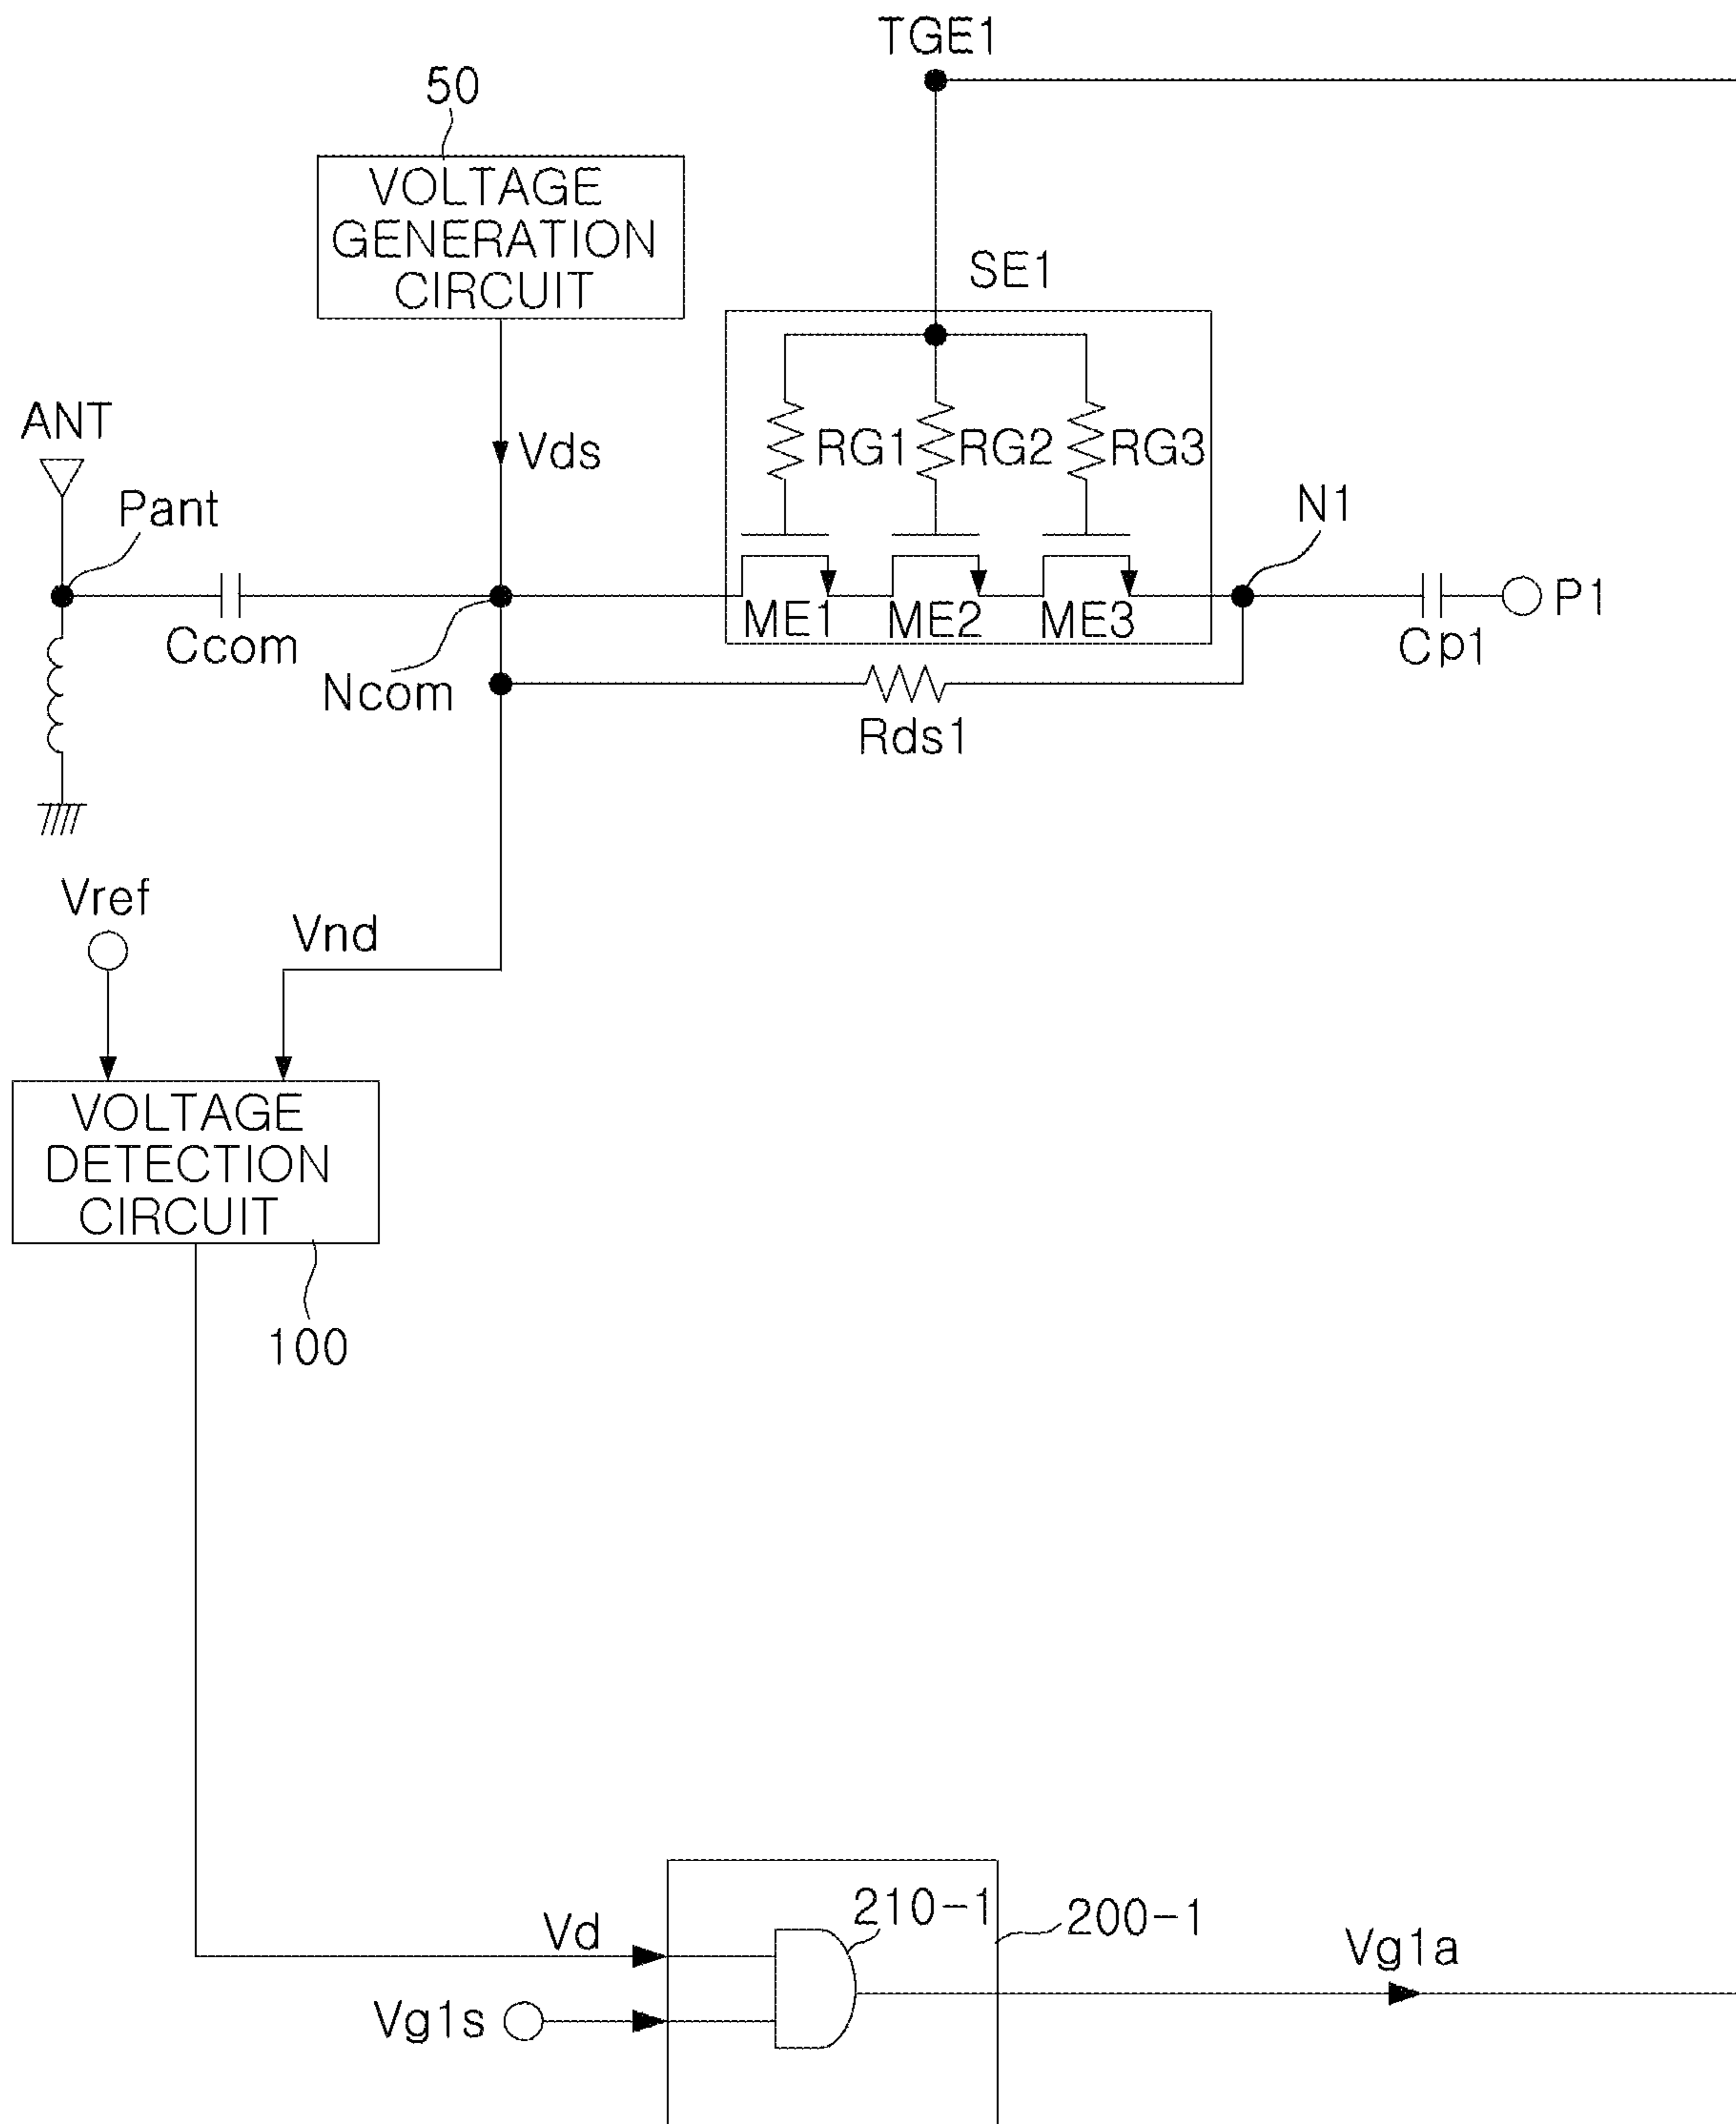 TGE1
50
VOLTAGE
GENERATION
CIRCUIT
SE1
ANT
Vds
RG1
RG2
RG3
Pant
N1
ME1
ME2
ME3
P1
Ccom
Cp1
Ncom
Rds1
Vref
Vnd
VOLTAGE
DETECTION
CIRCUIT
100
210-1
200-1
Vd
Vg1a
Vg1s